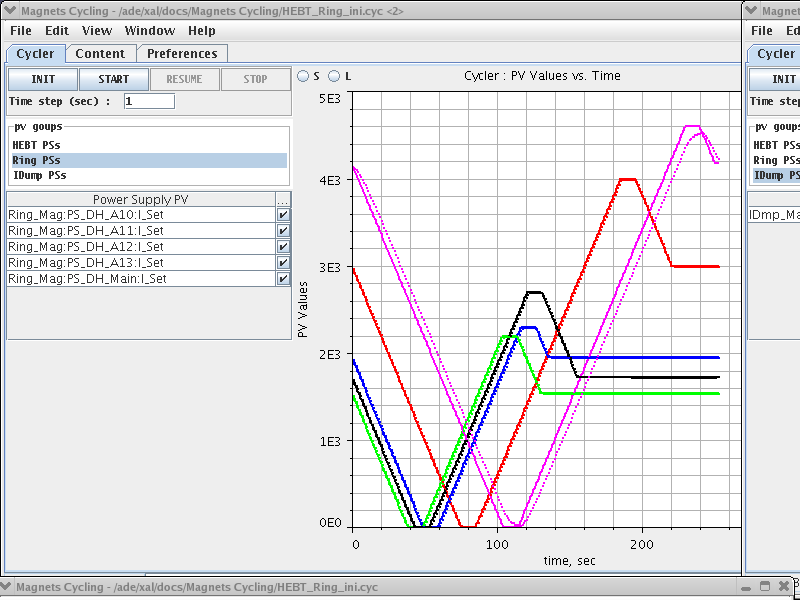 Magnets Cycling - /ade/xal/docs/Magnets Cycling/HEBT_Ring_ini.cyc <2>
File Edit View Window Help
Cycler Content Preferences
INIT START RESUME STOP
Time step (sec) : 1
pv goups
HEBT PSs
Ring PSs
IDump PSs
Power Supply PV ...
Ring_Mag:PS_DH_A10:I_Set
Ring_Mag:PS_DH_A11:I_Set
Ring_Mag:PS_DH_A12:I_Set
Ring_Mag:PS_DH_A13:I_Set
Ring_Mag:PS_DH_Main:I_Set
S L
Cycler : PV Values vs. Time
5E3
4E3
3E3
2E3
1E3
0E0
PV Values
0 100 200
time, sec
Magnets
File Ed
Cycler
INIT
Time step
pv goups
HEBT PSs
Ring PSs
IDump PS
IDmp_Ma
Magnets Cycling - /ade/xal/docs/Magnets Cycling/HEBT_Ring_ini.cyc